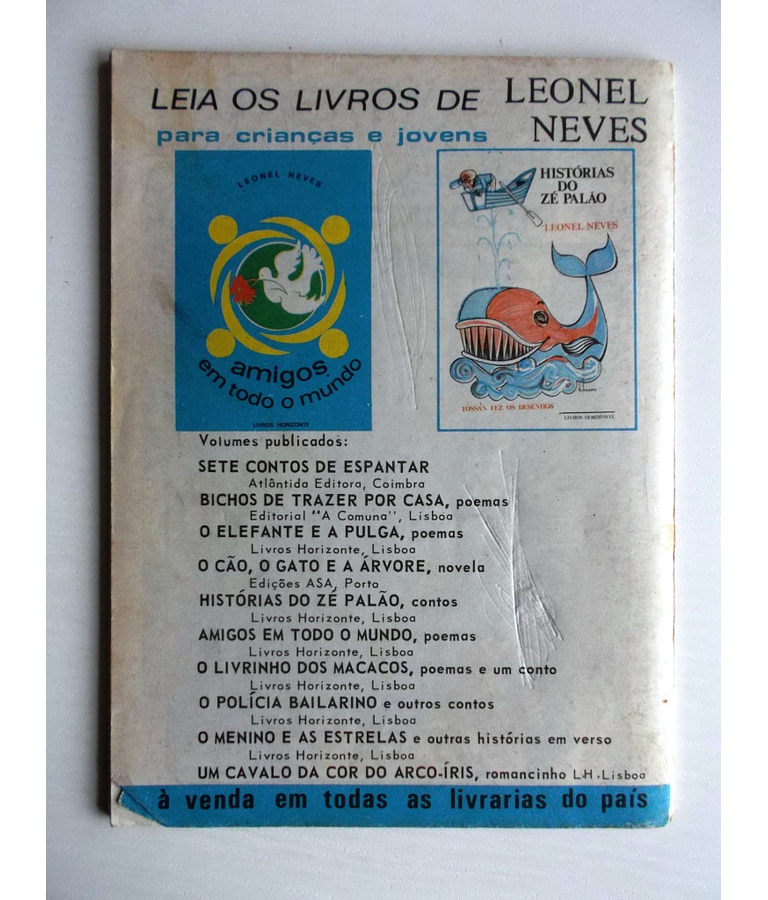 LEIA OS LIVROS DE LEONEL NEVES
para crianças e jovens
LEONEL NEVES
amigos
em todo o mundo
LIVROS HORIZONTE
HISTÓRIAS
DO
ZÉ PALÃO
LEONEL NEVES
TOSSAN FEZ OS DESENHOS
LIVROS HORIZONTE
Volumes publicados:
SETE CONTOS DE ESPANTAR
Atlântida Editora, Coimbra
BICHOS DE TRAZER POR CASA, poemas
Editorial "A Comuna", Lisboa
O ELEFANTE E A PULGA, poemas
Livros Horizonte, Lisboa
O CÃO, O GATO E A ÁRVORE, novela
Edições ASA, Porto
HISTÓRIAS DO ZÉ PALÃO, contos
Livros Horizonte, Lisboa
AMIGOS EM TODO O MUNDO, poemas
Livros Horizonte, Lisboa
O LIVRINHO DOS MACACOS, poemas e um conto
Livros Horizonte, Lisboa
O POLÍCIA BAILARINO e outros contos
Livros Horizonte, Lisboa
O MENINO E AS ESTRELAS e outras histórias em verso
Livros Horizonte, Lisboa
UM CAVALO DA COR DO ARCO-ÍRIS, romancinho L.H., Lisboa
à venda em todas as livrarias do país